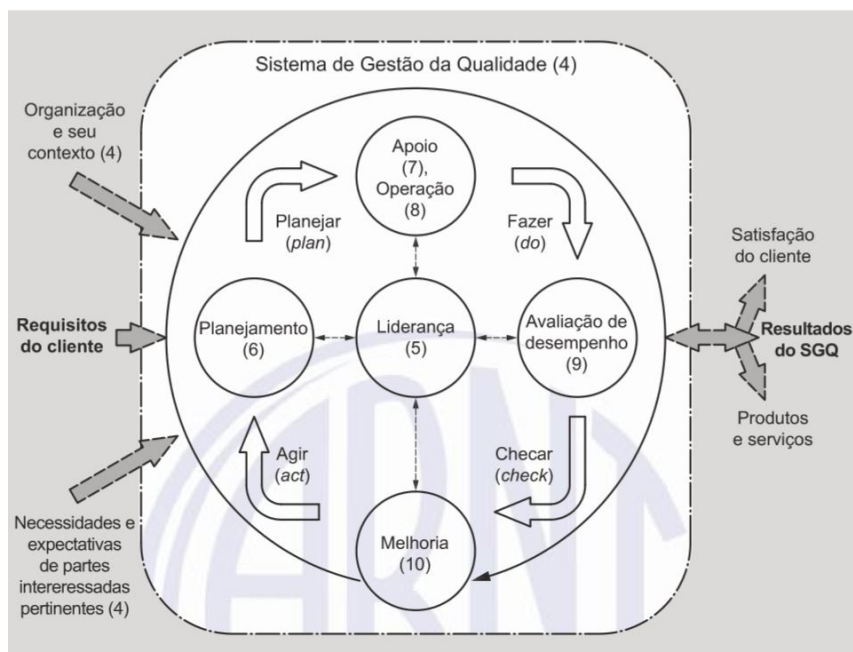 Sistema de Gestão da Qualidade (4)
Organização
e seu
contexto (4)
Apoio
(7),
Operação
(8)
Planejar
(plan)
Fazer
(do)
Satisfação
do cliente
Requisitos
do cliente
Planejamento
(6)
Liderança
(5)
Avaliação de
desempenho
(9)
Resultados
do SGQ
Produtos
e serviços
Agir
(act)
Checar
(check)
Necessidades e
expectativas
de partes
intereressadas
pertinentes (4)
Melhoria
(10)
ABNT